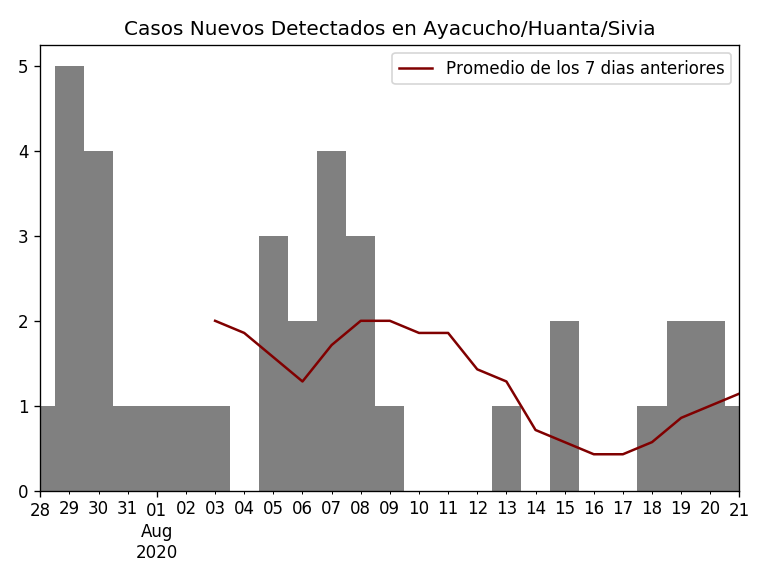 Casos Nuevos Detectados en Ayacucho/Huanta/Sivia
Promedio de los 7 dias anteriores
5
4
3
2
1
0
28 29 30 31 01 02 03 04 05 06 07 08 09 10 11 12 13 14 15 16 17 18 19 20 21
Aug
2020